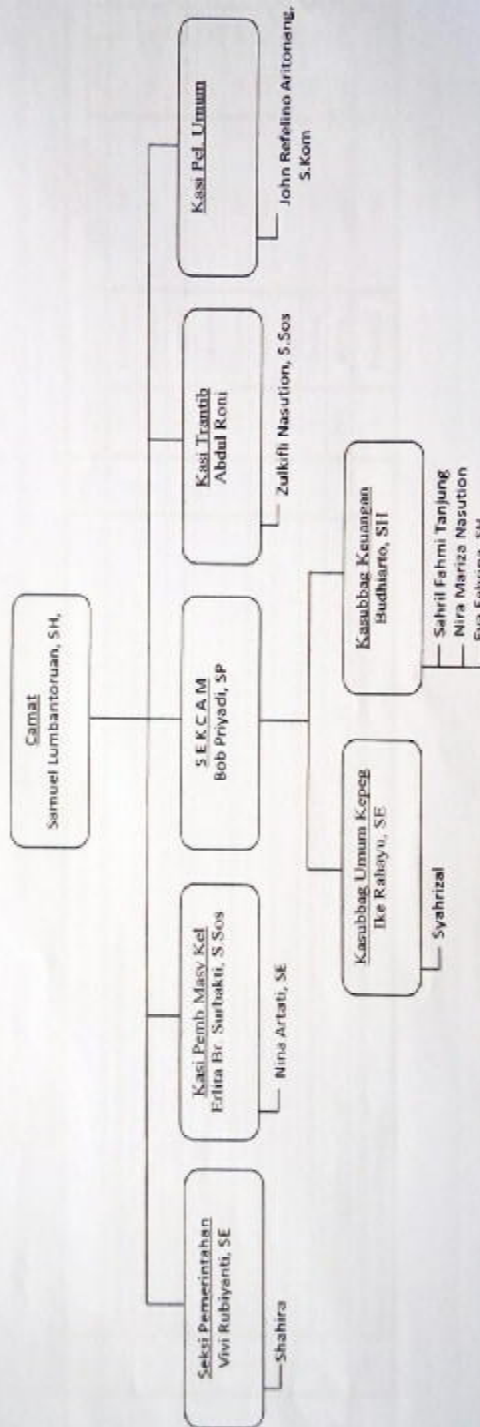 Camat
Samuel Lumbantoruan, SH,
Seksi Pemerintahan
Vivi Rubiyanti, SE
Shahira
Kasi Pemb Masy Kel
Erlita Br Surbakti, S Sos
Nina Artati, SE
S E K C A M
Bob Priyadi, SP
Kasi Trantib
Abdul Roni
Zulkifli Nasution, S.Sos
Kasi Pel. Umum
John Refelino Aritonang,
S.Kom
Kasubbag Umum Kepeg
Ike Rahayu, SE
Syahrizal
Kasubbag Keuangan
Budhiarto, SH
Sahril Fahmi Tanjung
Nira Mariza Nasution